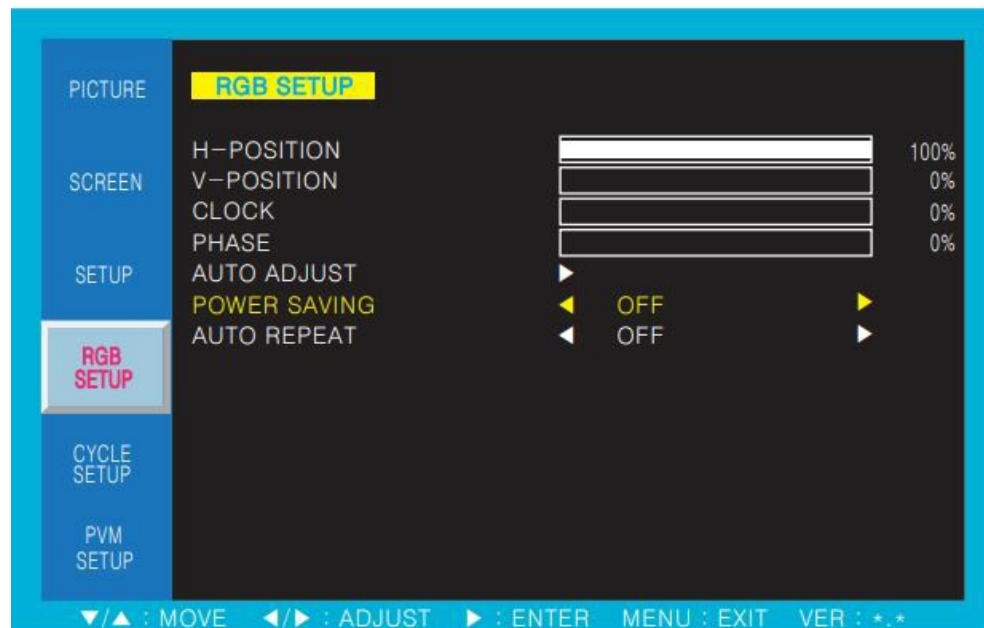 PICTURE
SCREEN
SETUP
RGB
SETUP
CYCLE
SETUP
PVM
SETUP
RGB SETUP
H-POSITION 100%
V-POSITION 0%
CLOCK 0%
PHASE 0%
AUTO ADJUST ▶
POWER SAVING ◀ OFF ▶
AUTO REPEAT ◀ OFF ▶
▼/▲ : MOVE ◀/▶ : ADJUST ▶ : ENTER MENU : EXIT VER : *.*